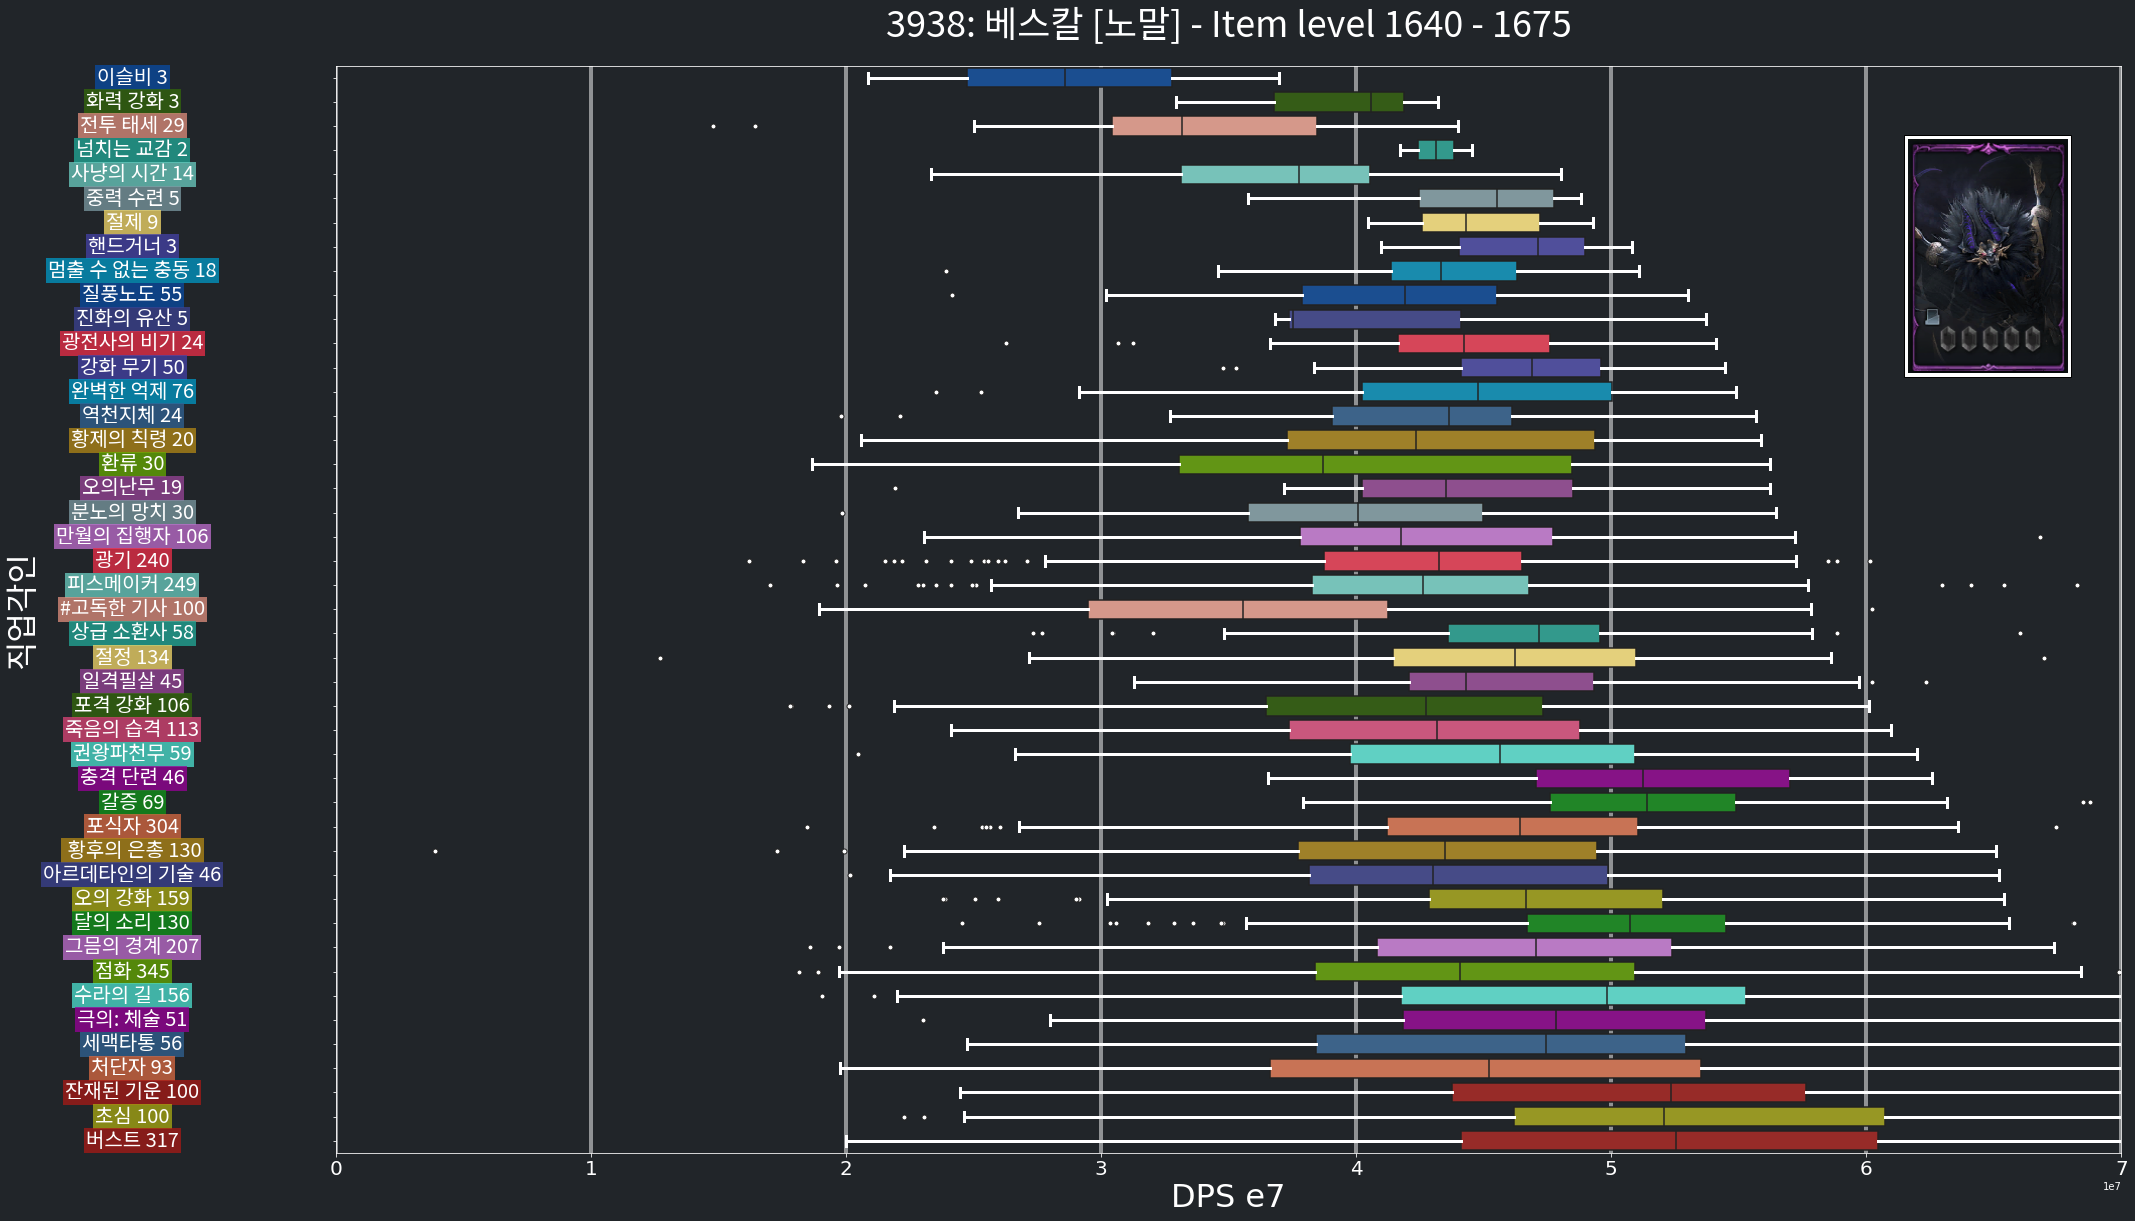 3938: 베스칼 [노말] - Item level 1640 - 1675
이슬비 3
화력 강화 3
전투 태세 29
넘치는 교감 2
사냥의 시간 14
중력 수련 5
절제 9
핸드거너 3
멈출 수 없는 충동 18
질풍노도 55
진화의 유산 5
광전사의 비기 24
강화 무기 50
완벽한 억제 76
역천지체 24
황제의 칙령 20
환류 30
오의난무 19
분노의 망치 30
만월의 집행자 106
광기 240
피스메이커 249
#고독한 기사 100
상급 소환사 58
절정 134
일격필살 45
포격 강화 106
죽음의 습격 113
권왕파천무 59
충격 단련 46
갈증 69
포식자 304
황후의 은총 130
아르데타인의 기술 46
오의 강화 159
달의 소리 130
그믐의 경계 207
점화 345
수라의 길 156
극의: 체술 51
세맥타통 56
처단자 93
잔재된 기운 100
초심 100
버스트 317
직업각인
0 1 2 3 4 5 6 7
1e7
DPS e7